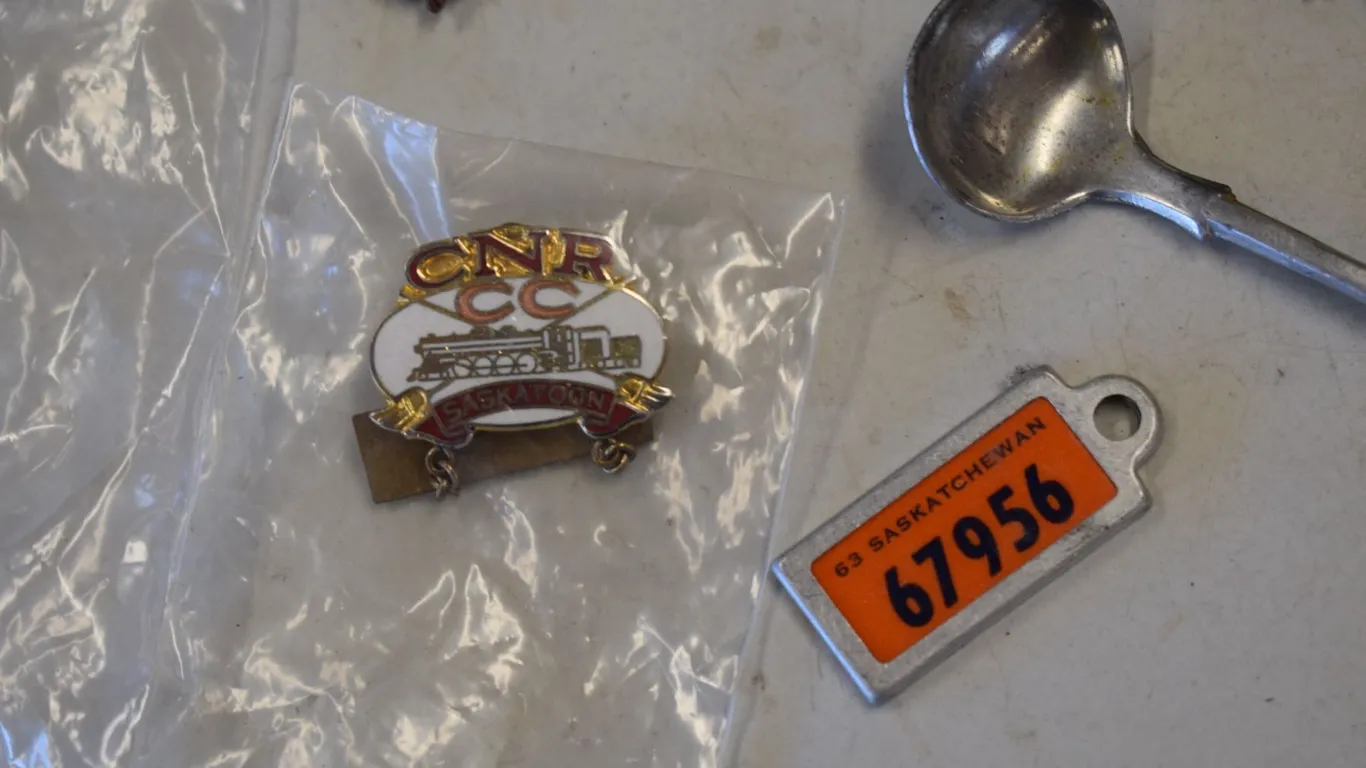 CNR
CC
SASKATOON
63 SASKATCHEWAN
67956